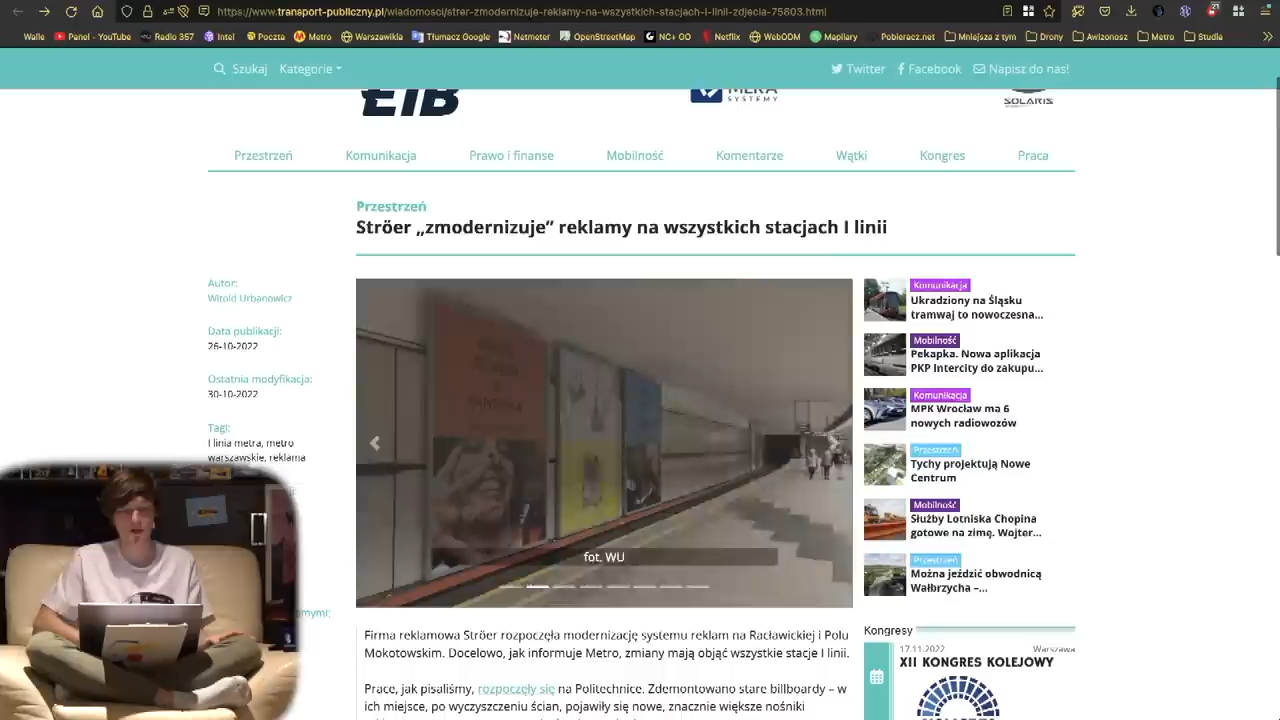 https://www.transport-publiczny.pl/wiadomosci/strer-zmodernizuje-reklamy-na-wszystkich-stacjach-i-linii-zdjecia-75803.html
Walle Panel - YouTube Radio 357 Intel Poczta Metro Warszawikia Tłumacz Google Netmeter OpenStreetMap NC+ GO Netflix WebODM Mapillary Pobieraez.net Do drony Awizonosz Metro Studia
Szukaj Kategorie Twitter Facebook Napisz do nas!
EIB
SYSTEMY
SOLARIS
Przestrzeń Komunikacja Prawo i finanse Mobilność Komentarze Wątki Kongres Praca
Przestrzeń
Ströer „zmodernizuje” reklamy na wszystkich stacjach I linii
Autor:
Witold Urbanowicz
Data publikacji:
26-10-2022
Ostatnia modyfikacja:
30-10-2022
Tagi:
I linia metra, metro
warszawskie, reklama
fot. WU
Komunikacja
Ukradziony na Śląsku
tramwaj to nowoczesna...
Mobilność
Pekapka. Nowa aplikacja
PKP Intercity do zakupu...
Komunikacja
MPK Wrocław ma 6
nowych radiowozów
Przestrzeń
Tychy projektują Nowe
Centrum
Mobilność
Służby Lotniska Chopina
gotowe na zimę. Wojter...
Przestrzeń
Można jeździć obwodnicą
Wałbrzycha –...
Firma reklamowa Ströer rozpoczęła modernizację systemu reklam na Racławickiej i Polu
Mokotowskim. Docelowo, jak informuje Metro, zmiany mają objąć wszystkie stacje I linii.
Prace, jak pisaliśmy, rozpoczęły się na Politechnice. Zdemontowano stare billboardy – w
ich miejsce, po wyczyszczeniu ścian, pojawiły się nowe, znacznie większe nośniki
Kongresy
17.11.2022 Warszawa
XII KONGRES KOLEJOWY